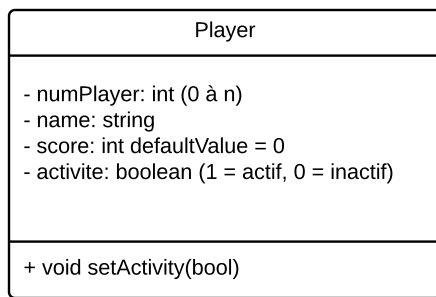 Player
- numPlayer: int (0 à n)
- name: string
- score: int defaultValue = 0
- activite: boolean (1 = actif, 0 = inactif)
+ void setActivity(bool)